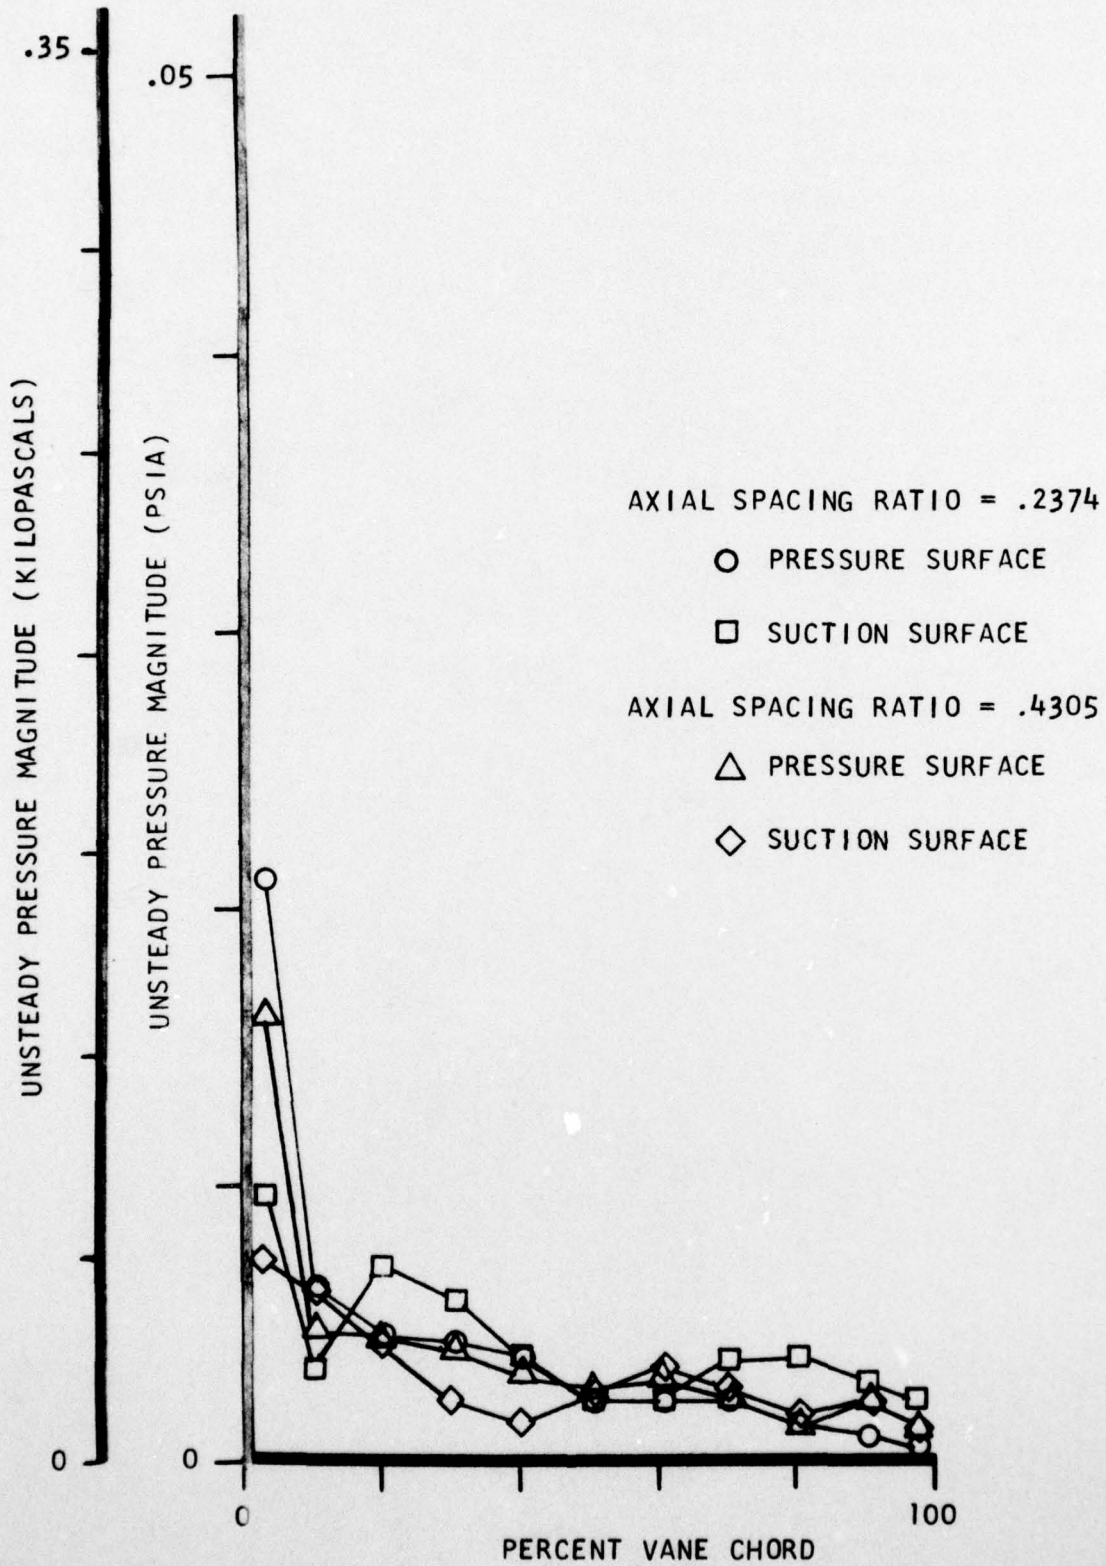 .35
.05
UNSTEADY PRESSURE MAGNITUDE (KILOPASCALS)
UNSTEADY PRESSURE MAGNITUDE (PSIA)
AXIAL SPACING RATIO = .2374
PRESSURE SURFACE
SUCTION SURFACE
AXIAL SPACING RATIO = .4305
PRESSURE SURFACE
SUCTION SURFACE
0
0
0
100
PERCENT VANE CHORD